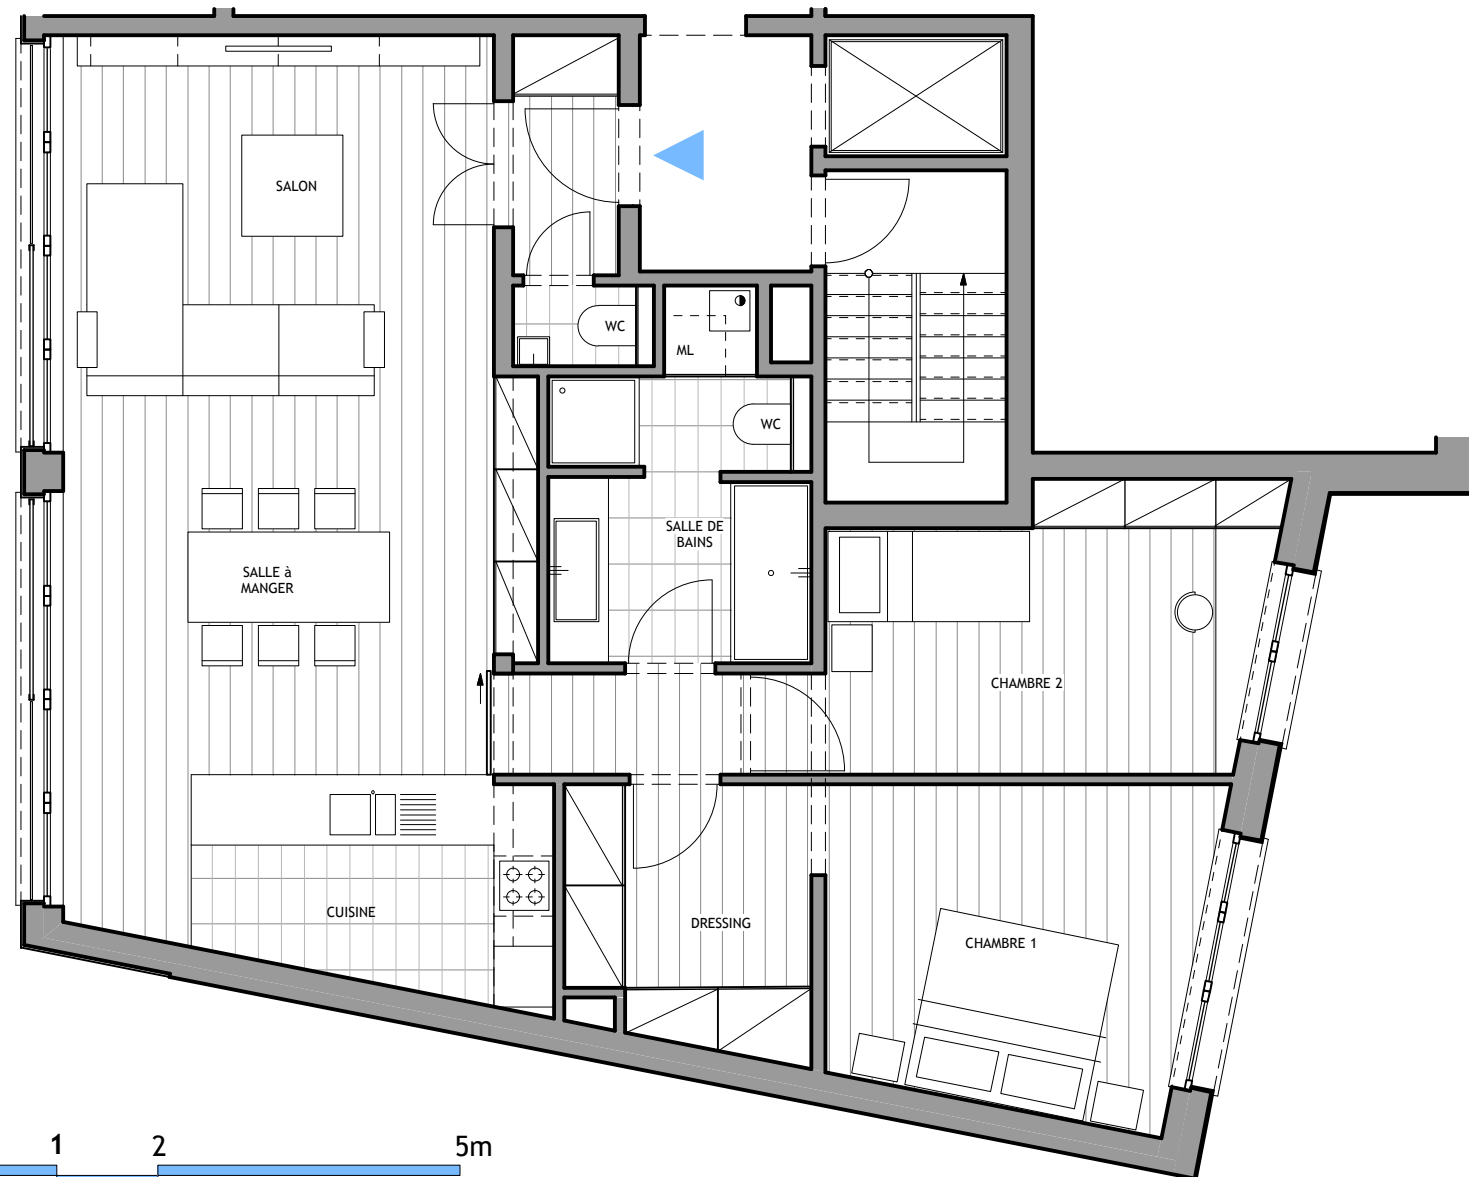 SALON
WC
ML
WC
SALLE DE
BAINS
SALLE à
MANGER
CHAMBRE 2
CUISINE
DRESSING
CHAMBRE 1
1 2 5m